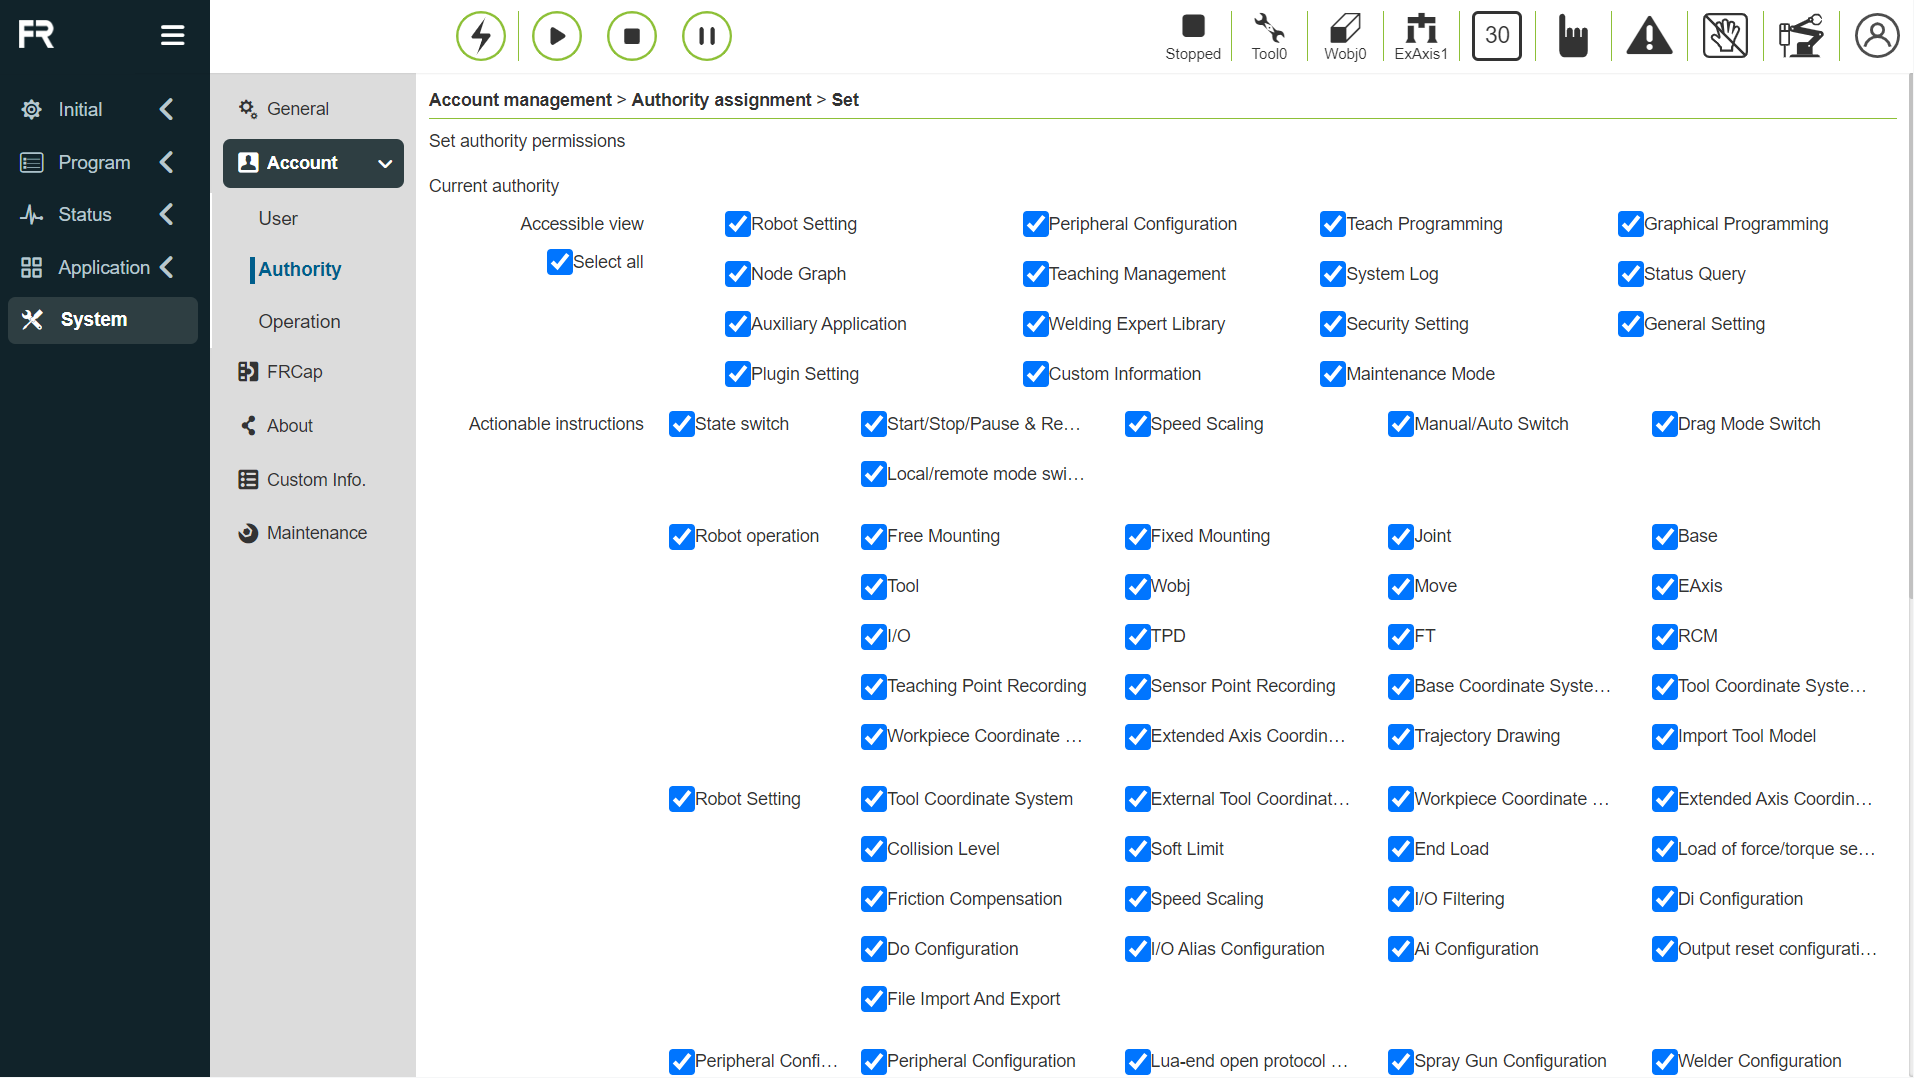 FR
Stopped
Tool0
Wobj0
ExAxis1
30
Initial
Program
Status
Application
System
General
Account
User
Authority
Operation
FRCap
About
Custom Info.
Maintenance
Account management > Authority assignment > Set
Set authority permissions
Current authority
Accessible view
Select all
Robot Setting Peripheral Configuration Teach Programming Graphical Programming
Node Graph Teaching Management System Log Status Query
Auxiliary Application Welding Expert Library Security Setting General Setting
Plugin Setting Custom Information Maintenance Mode
Actionable instructions State switch Start/Stop/Pause & Re... Speed Scaling Manual/Auto Switch Drag Mode Switch
Local/remote mode swi...
Robot operation Free Mounting Fixed Mounting Joint Base
Tool Wobj Move EAxis
I/O TPD FT RCM
Teaching Point Recording Sensor Point Recording Base Coordinate Syste... Tool Coordinate Syste...
Workpiece Coordinate ... Extended Axis Coordin... Trajectory Drawing Import Tool Model
Robot Setting Tool Coordinate System External Tool Coordinat... Workpiece Coordinate ... Extended Axis Coordin...
Collision Level Soft Limit End Load Load of force/torque se...
Friction Compensation Speed Scaling I/O Filtering Di Configuration
Do Configuration I/O Alias Configuration Ai Configuration Output reset configurati...
File Import And Export
Peripheral Confi... Peripheral Configuration Lua-end open protocol ... Spray Gun Configuration Welder Configuration